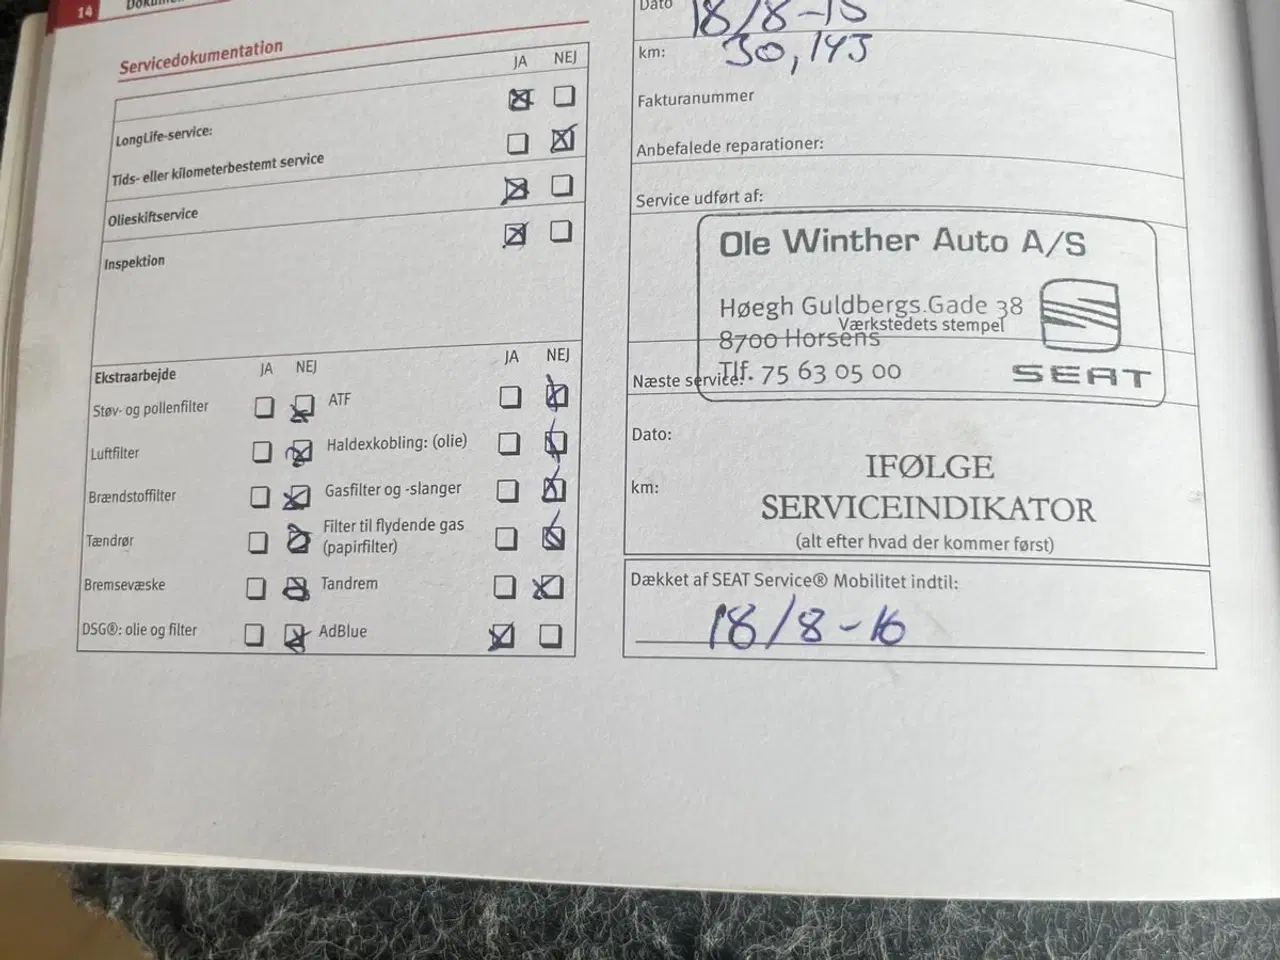 14
Servicedokumentation
JA NEJ
LongLife-service:
Tids- eller kilometerbestemt service
Olieskiftservice
Inspektion
Ekstraarbejde JA NEJ JA NEJ
Støv- og pollenfilter ATF
Luftfilter Haldexkobling: (olie)
Brændstoffilter Gasfilter og -slanger
Tændrør Filter til flydende gas
(papirfilter)
Bremsevæske Tandrem
DSG®: olie og filter AdBlue
Dato 18/8-15
km: 30,143
Fakturanummer
Anbefalede reparationer:
Service udført af:
Ole Winther Auto A/S
Høegh Guldbergs.Gade 38
Værkstedets stempel
8700 Horsens
Tlf. 75 63 05 00
SEAT
Næste service:
Dato:
IFØLGE
km:
SERVICEINDIKATOR
(alt efter hvad der kommer først)
Dækket af SEAT Service® Mobilitet indtil:
18/8-16